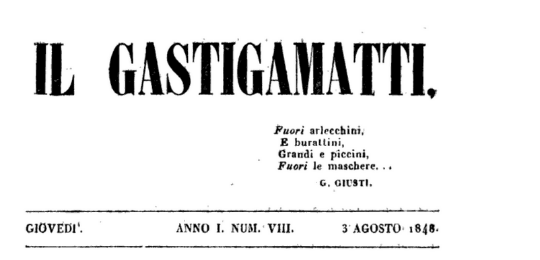 IL GASTIGAMATTI.
Fuori arlecchini,
E burattini,
Grandi e piccini,
Fuori le maschere. . .
G. GIUSTI.
GIOVEDI'. ANNO I. NUM. VIII. 3 AGOSTO 1848.